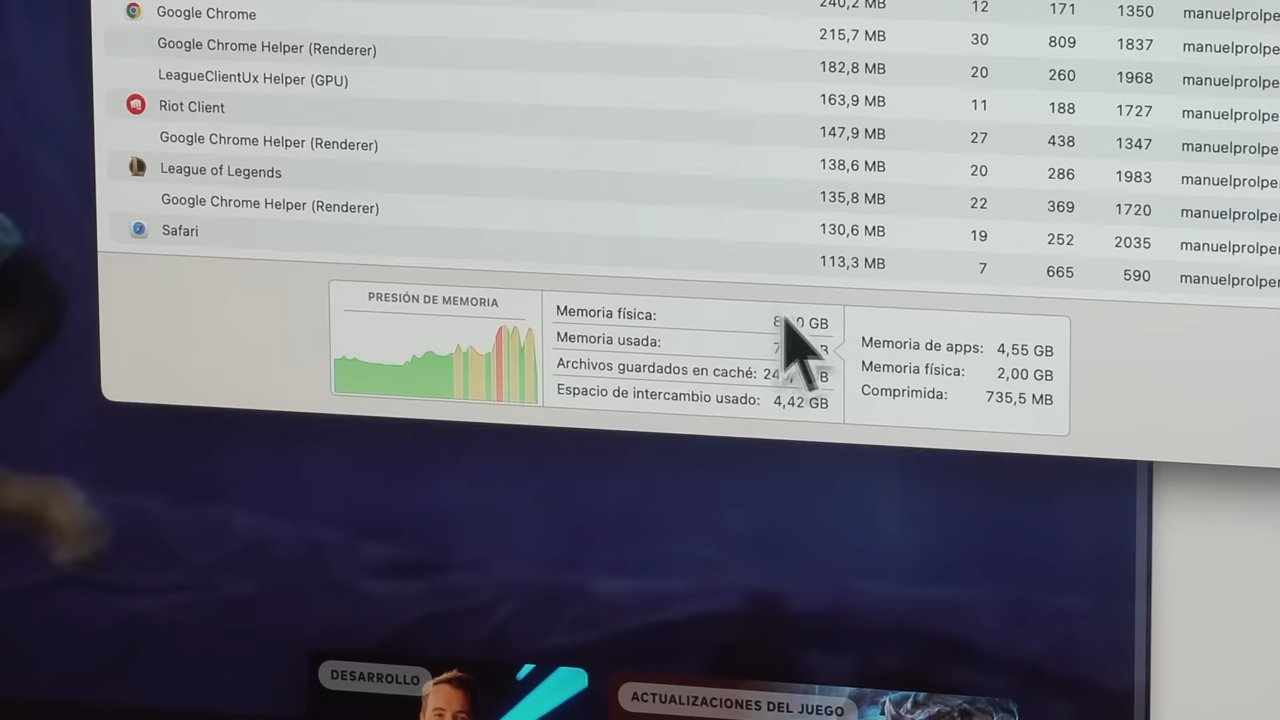 240,2 MB 12 171 1350 manuelprolpe
Google Chrome 215,7 MB 30 809 1837 manuelprolpe
Google Chrome Helper (Renderer) 182,8 MB 20 260 1968 manuelprolpe
LeagueClientUx Helper (GPU) 163,9 MB 11 188 1727 manuelprolpe
Riot Client 147,9 MB 27 438 1347 manuelprolpe
Google Chrome Helper (Renderer) 138,6 MB 20 286 1983 manuelprolpe
League of Legends 135,8 MB 22 369 1720 manuelprolpe
Google Chrome Helper (Renderer) 130,6 MB 19 252 2035 manuelprolpe
Safari 113,3 MB 7 665 590 manuelprolpe
PRESIÓN DE MEMORIA
Memoria física: GB
Memoria usada:
Archivos guardados en caché:
Espacio de intercambio usado: 4,42 GB
Memoria de apps: 4,55 GB
Memoria física: 2,00 GB
Comprimida: 735,5 MB
DESARROLLO
ACTUALIZACIONES DEL JUEGO